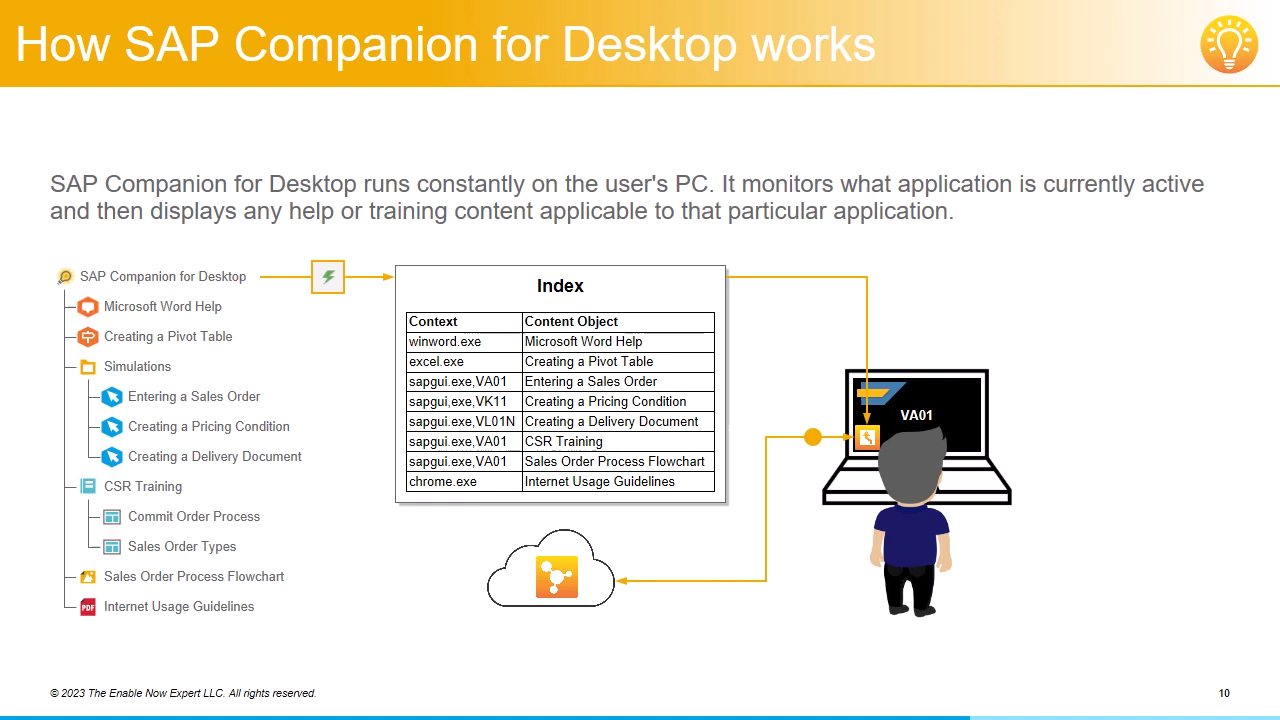 How SAP Companion for Desktop works
SAP Companion for Desktop runs constantly on the user's PC. It monitors what application is currently active
and then displays any help or training content applicable to that particular application.
SAP Companion for Desktop
Microsoft Word Help
Creating a Pivot Table
Simulations
Entering a Sales Order
Creating a Pricing Condition
Creating a Delivery Document
CSR Training
Commit Order Process
Sales Order Types
Sales Order Process Flowchart
PDF Internet Usage Guidelines
Index
Context Content Object
winword.exe Microsoft Word Help
excel.exe Creating a Pivot Table
sapgui.exe,VA01 Entering a Sales Order
sapgui,exe,VK11 Creating a Pricing Condition
sapgui.exe,VL01N Creating a Delivery Document
sapgui.exe,VA01 CSR Training
sapgui.exe,VA01 Sales Order Process Flowchart
chrome.exe Internet Usage Guidelines
VA01
© 2023 The Enable Now Expert LLC. All rights reserved.
10